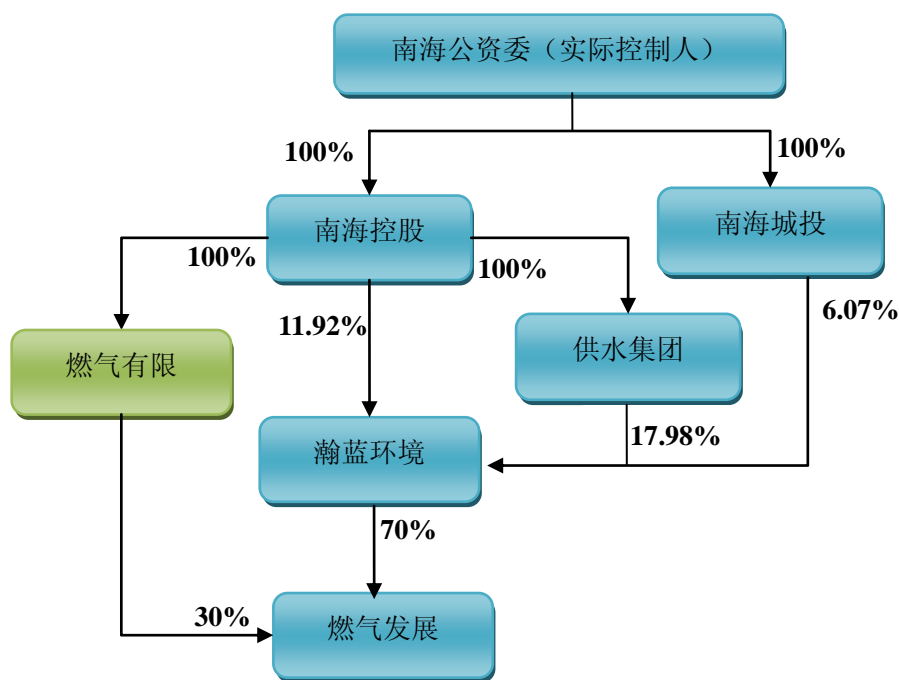 南海公资委（实际控制人）
100%
100%
南海控股
南海城投
100%
100%
11.92%
6.07%
燃气有限
供水集团
17.98%
瀚蓝环境
70%
30%
燃气发展